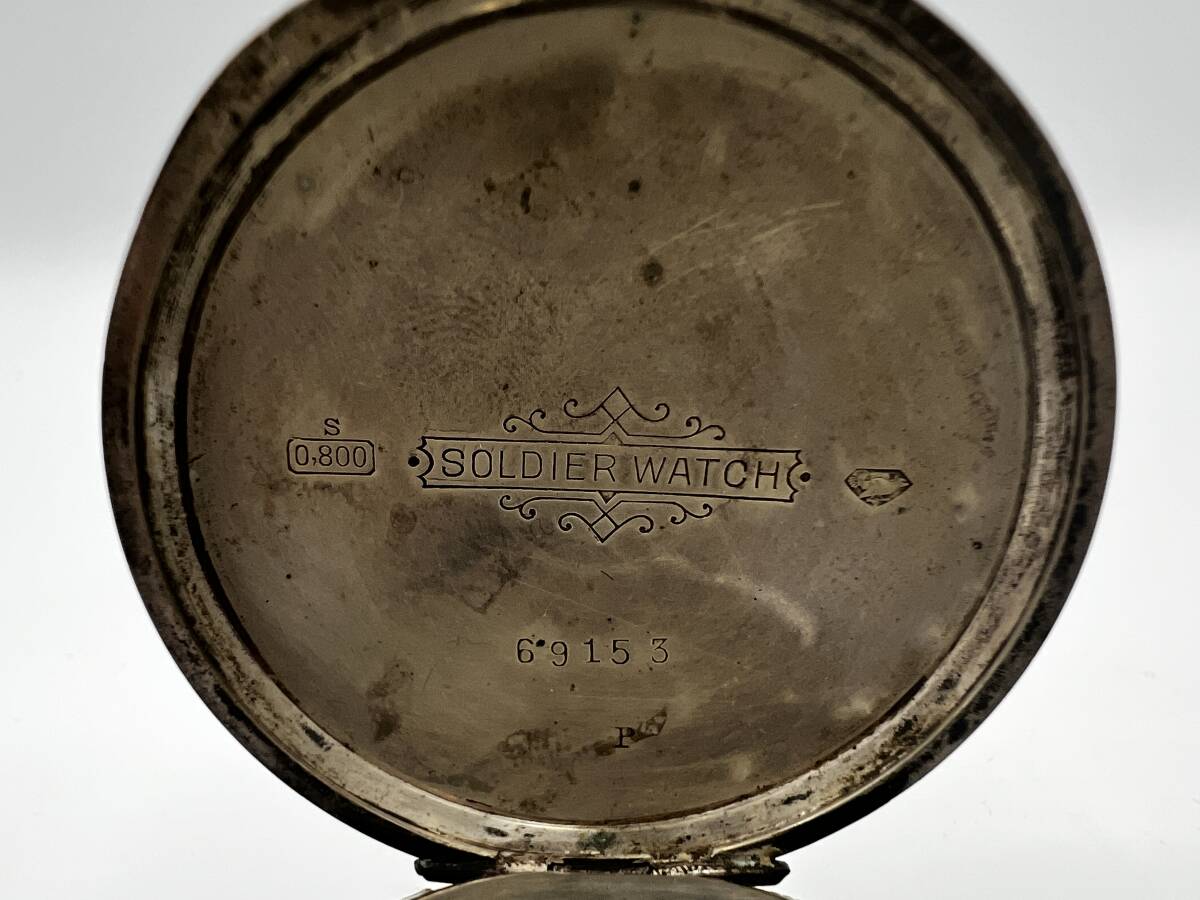 S
0,800
SOLDIER WATCH
69153
P